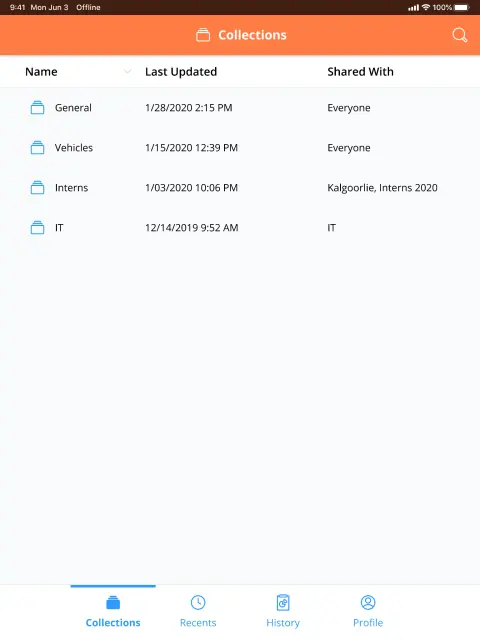 9:41 Mon Jun 3 Offline 100%
Collections
Name Last Updated Shared With
General 1/28/2020 2:15 PM Everyone
Vehicles 1/15/2020 12:39 PM Everyone
Interns 1/03/2020 10:06 PM Kalgoorlie, Interns 2020
IT 12/14/2019 9:52 AM IT
Collections Recents History Profile